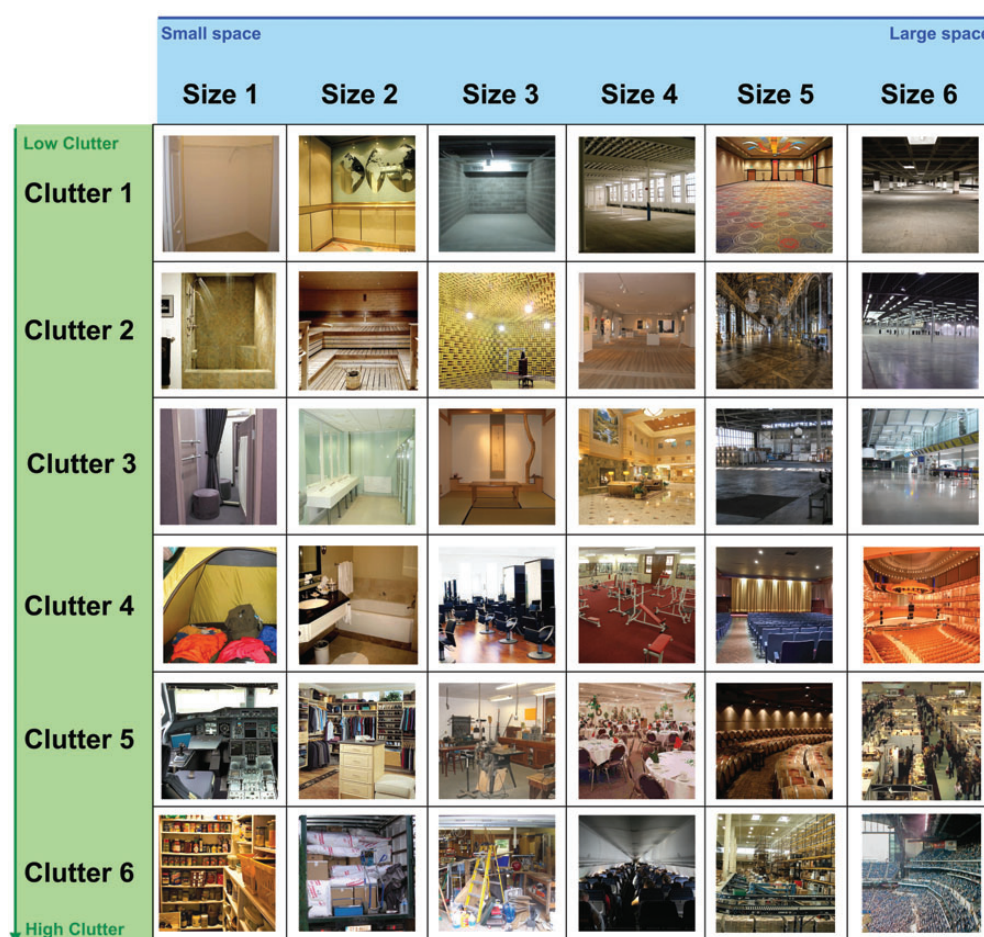 Small space
Large space
Size 1
Size 2
Size 3
Size 4
Size 5
Size 6
Low Clutter
Clutter 1
Clutter 2
Clutter 3
Clutter 4
Clutter 5
Clutter 6
High Clutter